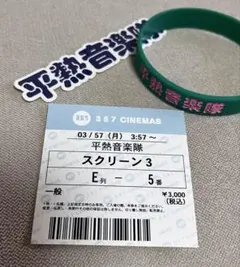 平熱音楽隊
平熱音楽隊
357 CINEMAS
03/57(月) 3:57～
平熱音楽隊
スクリーン 3
E列 － 5番
一般
¥3,000
(税込)